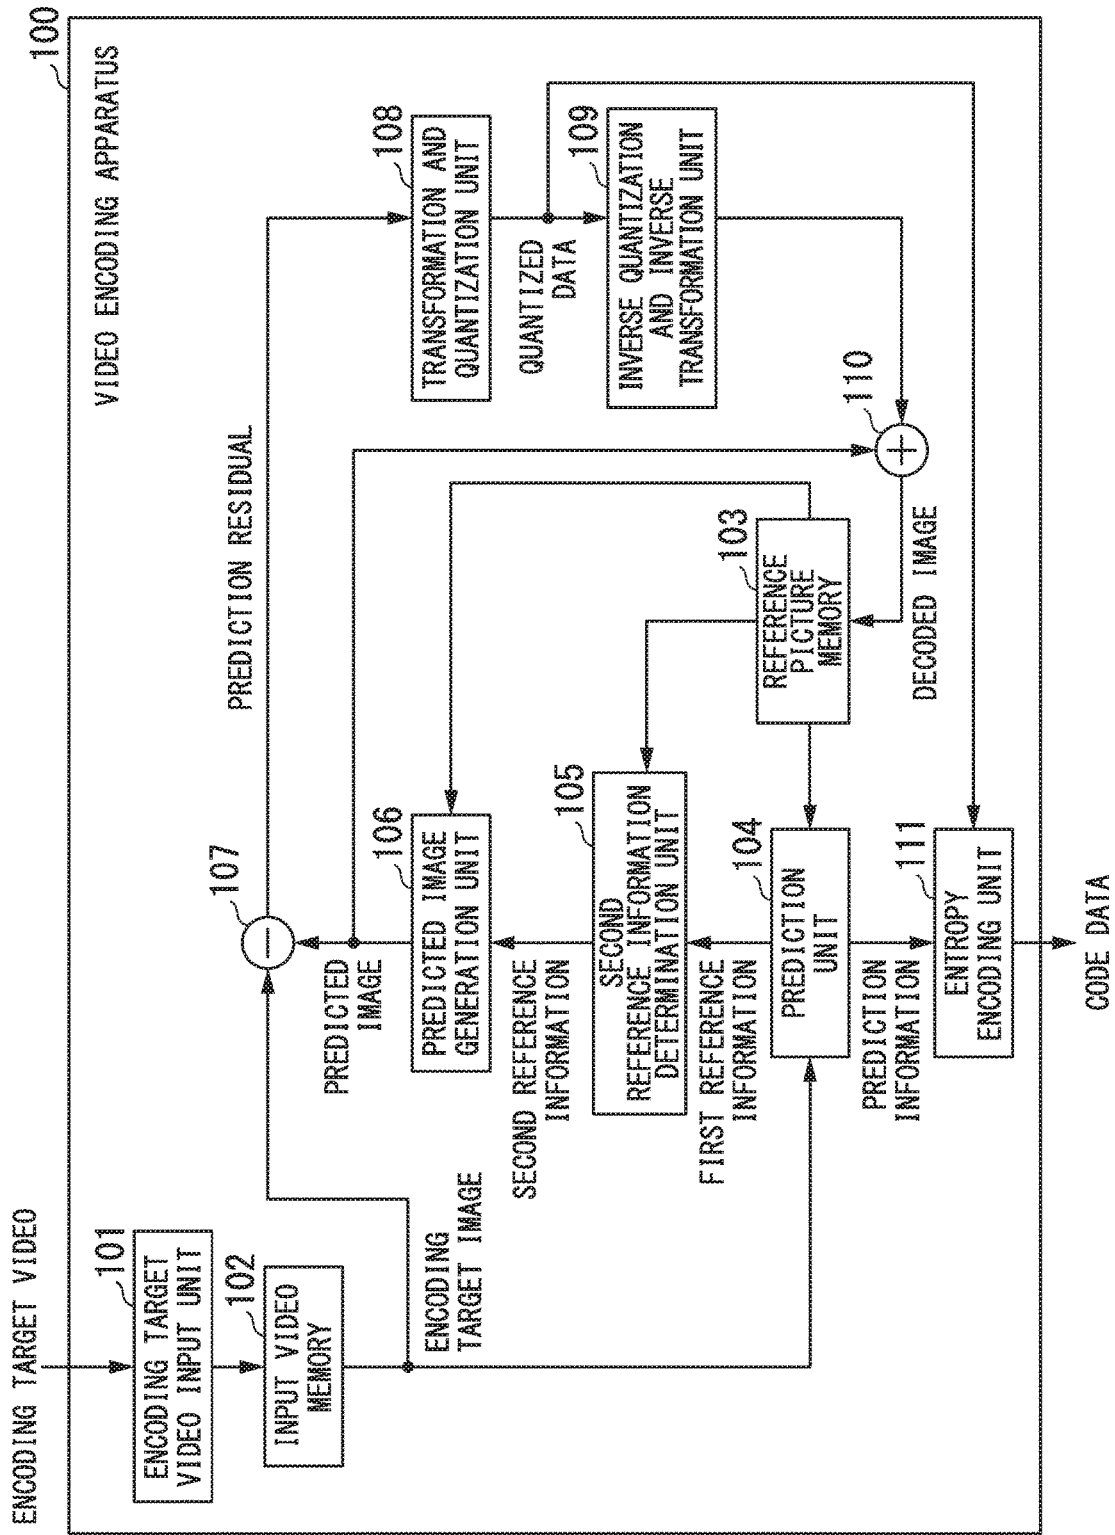 100
VIDEO ENCODING APPARATUS
ENCODING TARGET VIDEO
101
ENCODING TARGET
VIDEO INPUT UNIT
102
INPUT VIDEO
MEMORY
ENCODING
TARGET IMAGE
107
PREDICTION RESIDUAL
PREDICTED
IMAGE
106
PREDICTED IMAGE
GENERATION UNIT
SECOND REFERENCE
INFORMATION
105
SECOND
REFERENCE INFORMATION
DETERMINATION UNIT
FIRST REFERENCE
INFORMATION
104
PREDICTION
UNIT
PREDICTION
INFORMATION
111
ENTROPY
ENCODING UNIT
CODE DATA
103
REFERENCE
PICTURE
MEMORY
DECODED IMAGE
108
TRANSFORMATION AND
QUANTIZATION UNIT
QUANTIZED
DATA
109
INVERSE QUANTIZATION
AND INVERSE
TRANSFORMATION UNIT
110